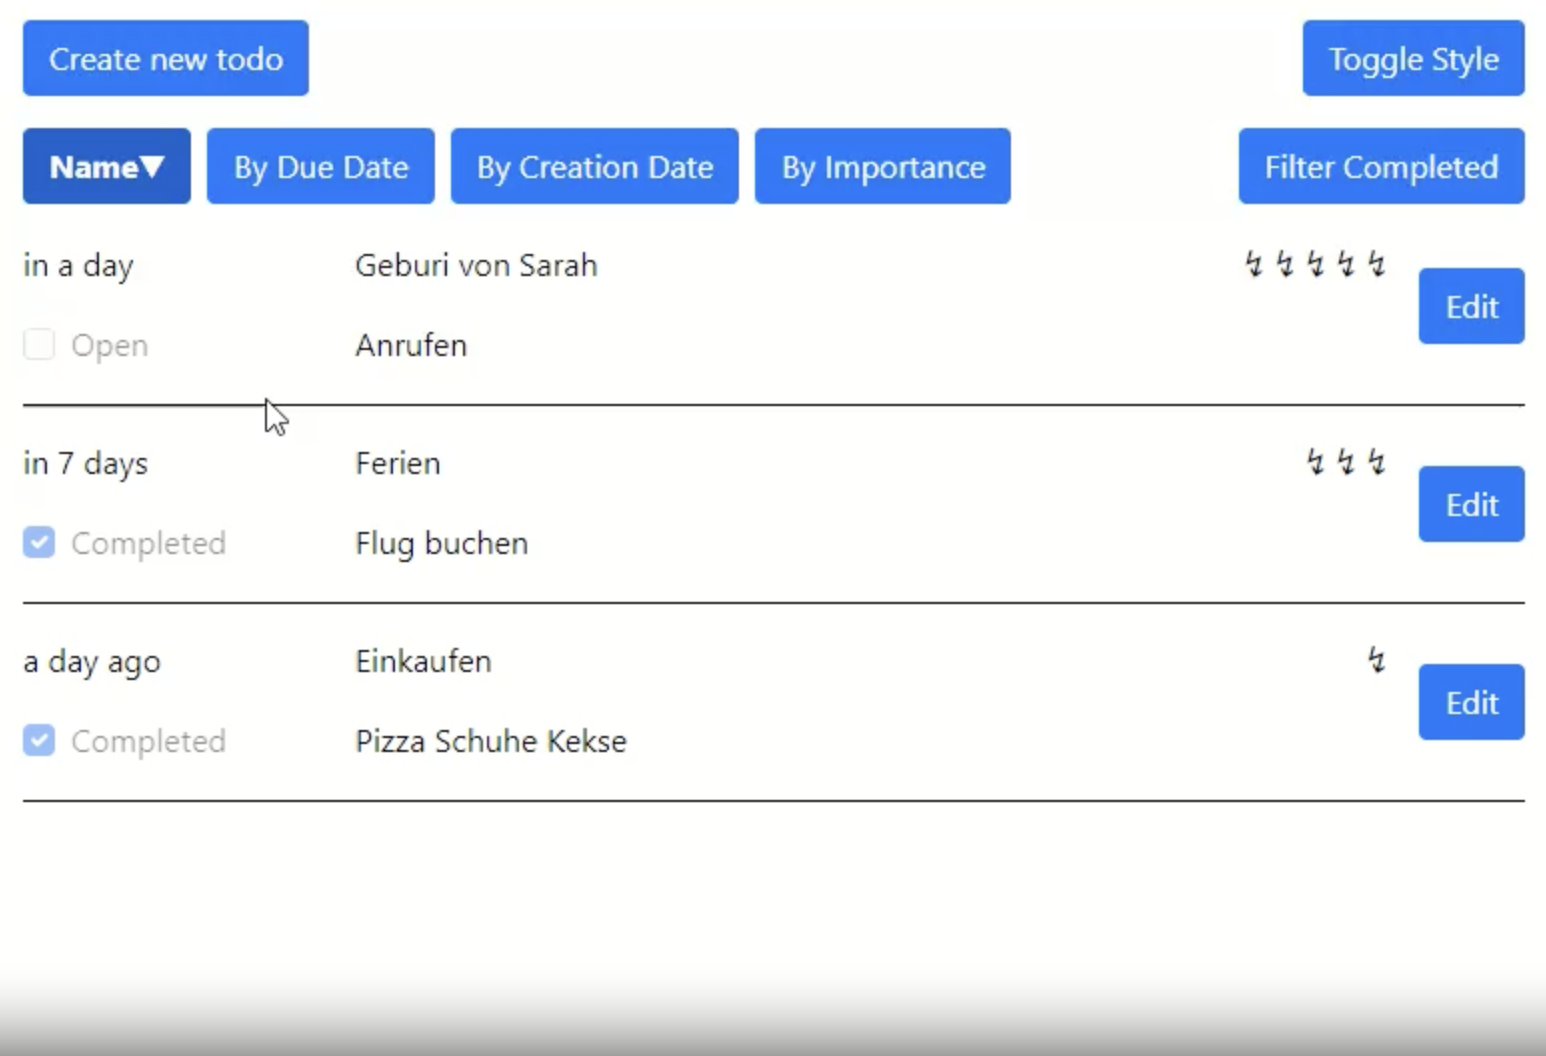 Create new todo Toggle Style
Name▼ By Due Date By Creation Date By Importance Filter Completed
in a day Geburi von Sarah ↯ ↯ ↯ ↯ ↯
Edit
Open Anrufen
in 7 days Ferien ↯ ↯ ↯
Edit
Completed Flug buchen
a day ago Einkaufen ↯
Edit
Completed Pizza Schuhe Kekse